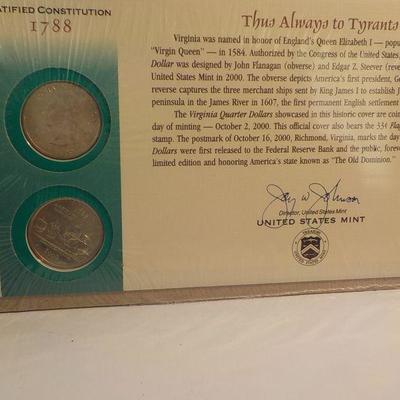 ATIFIED CONSTITUTION
1788
Thus Always to Tyrants
Virginia was named in honor of England's Queen Elizabeth I — popu
"Virgin Queen" — in 1584. Authorized by the Congress of the United Sta
Dollar was designed by John Flanagan (obverse) and Edgar Z. Steever (reve
United States Mint in 2000. The obverse depicts America's first president, Ge
reverse captures the three merchant ships sent by King James I to establish J
peninsula in the James River in 1607, the first permanent English settlement
The Virginia Quarter Dollars showcased in this historic cover are coin
day of minting — October 2, 2000. This official cover also bears the 33¢ Flag
stamp. The postmark of October 16, 2000, Richmond, Virginia, marks the day
Dollars were first released to the Federal Reserve Bank and the public, forev
limited edition and honoring America's state known as "The Old Dominion."
Jay W Johnson
Director, United States Mint
UNITED STATES MINT